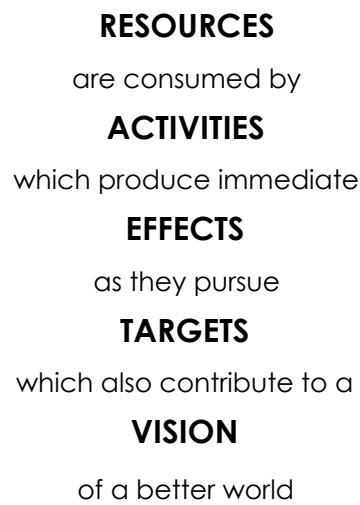 RESOURCES
are consumed by
ACTIVITIES
which produce immediate
EFFECTS
as they pursue
TARGETS
which also contribute to a
VISION
of a better world